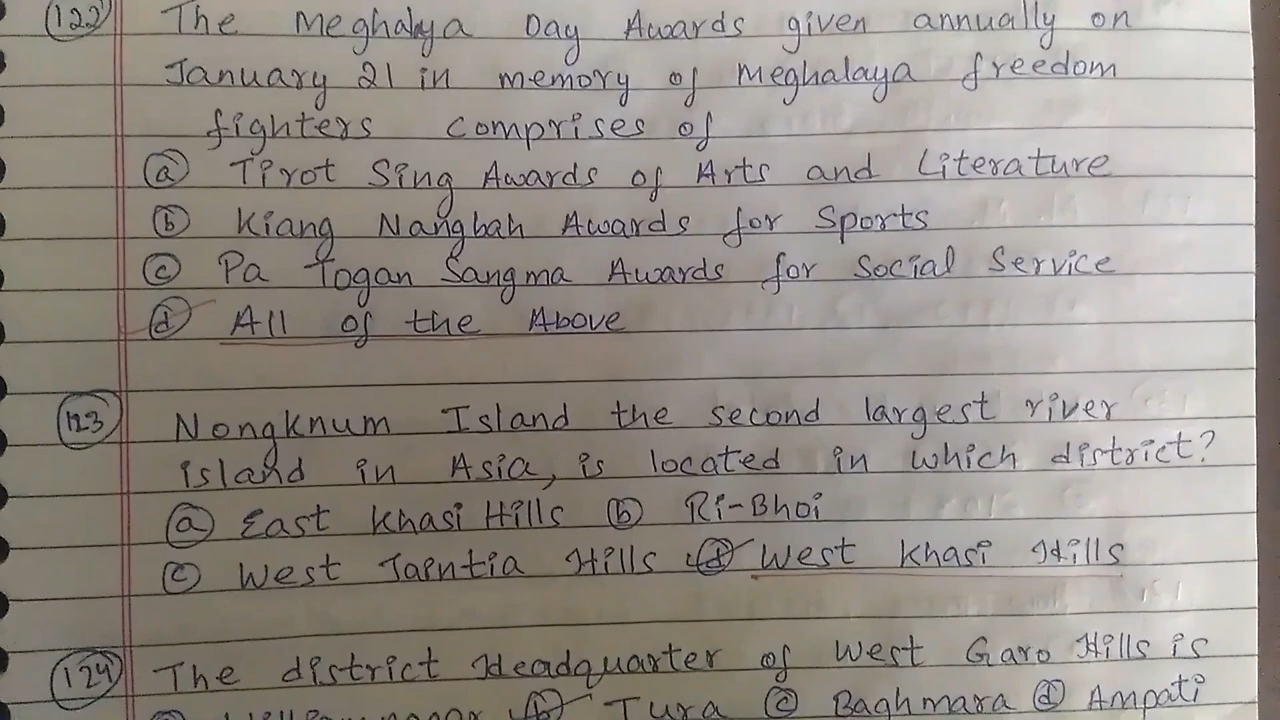 (122) The Meghalya Day Awards given annually on
January 21 in memory of Meghalaya freedom
fighters comprises of
(a) Tirot Sing Awards of Arts and Literature
(b) Kiang Nangbah Awards for Sports
(c) Pa Togan Sangma Awards for Social Service
(d) All of the Above
(123) Nongknum Island the second largest river
island in Asia, is located in which district?
(a) East Khasi Hills (b) Ri-Bhoi
(c) West Jaintia Hills (d) West Khasi Hills
(124) The district Headquarter of West Garo Hills is
(b) Tura (c) Baghmara (d) Ampati